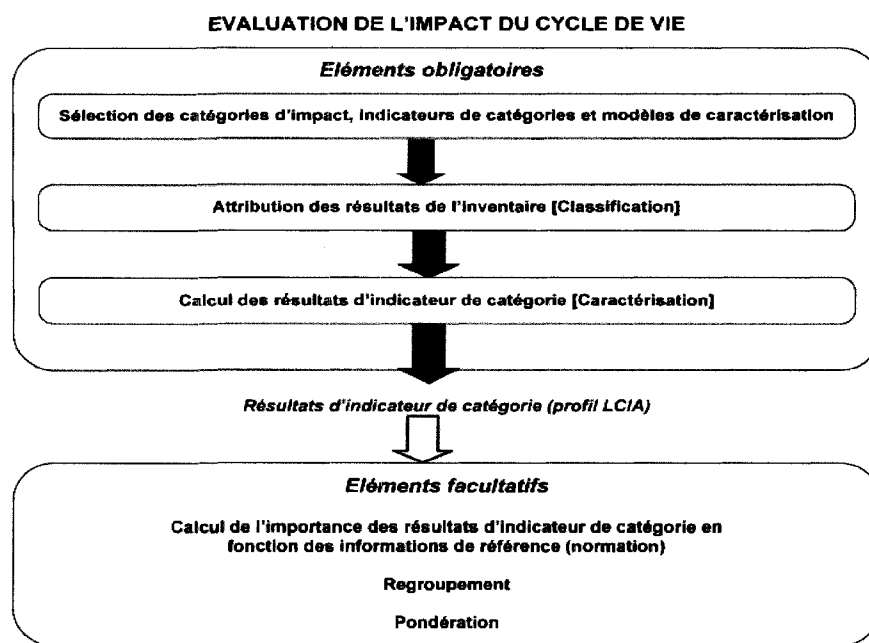 EVALUATION DE L'IMPACT DU CYCLE DE VIE
Eléments obligatoires
Sélection des catégories d'impact, indicateurs de catégories et modèles de caractérisation
Attribution des résultats de l'inventaire [Classification]
Calcul des résultats d'indicateur de catégorie [Caractérisation]
Résultats d'indicateur de catégorie (profil LCIA)
Eléments facultatifs
Calcul de l'importance des résultats d'indicateur de catégorie en
fonction des informations de référence (normation)
Regroupement
Pondération